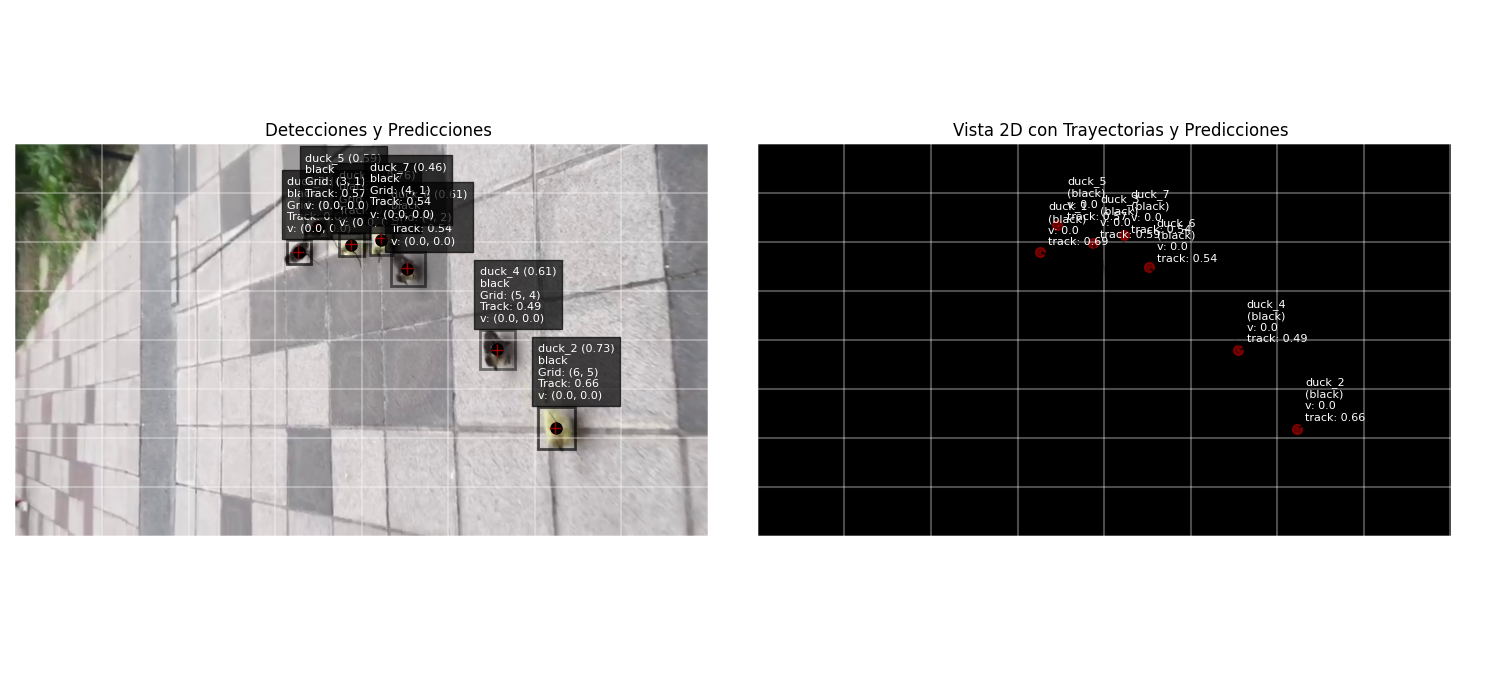 Detecciones y Predicciones
duck_5 (0.59)
black
Grid: (3, 1)
Track: 0.57
v: (0.0, 0.0)
duck_7 (0.46)
black
Grid: (4, 1)
Track: 0.54
v: (0.0, 0.0)
Track: 0.54
v: (0.0, 0.0)
duck_4 (0.61)
black
Grid: (5, 4)
Track: 0.49
v: (0.0, 0.0)
duck_2 (0.73)
black
Grid: (6, 5)
Track: 0.66
v: (0.0, 0.0)
Vista 2D con Trayectorias y Predicciones
duck_5
(black)
v: 0.0
duck_7
(black)
v: 0.0
(black)
v: 0.0
track: 0.69
duck_6
(black)
v: 0.0
track: 0.54
duck_4
(black)
v: 0.0
track: 0.49
duck_2
(black)
v: 0.0
track: 0.66